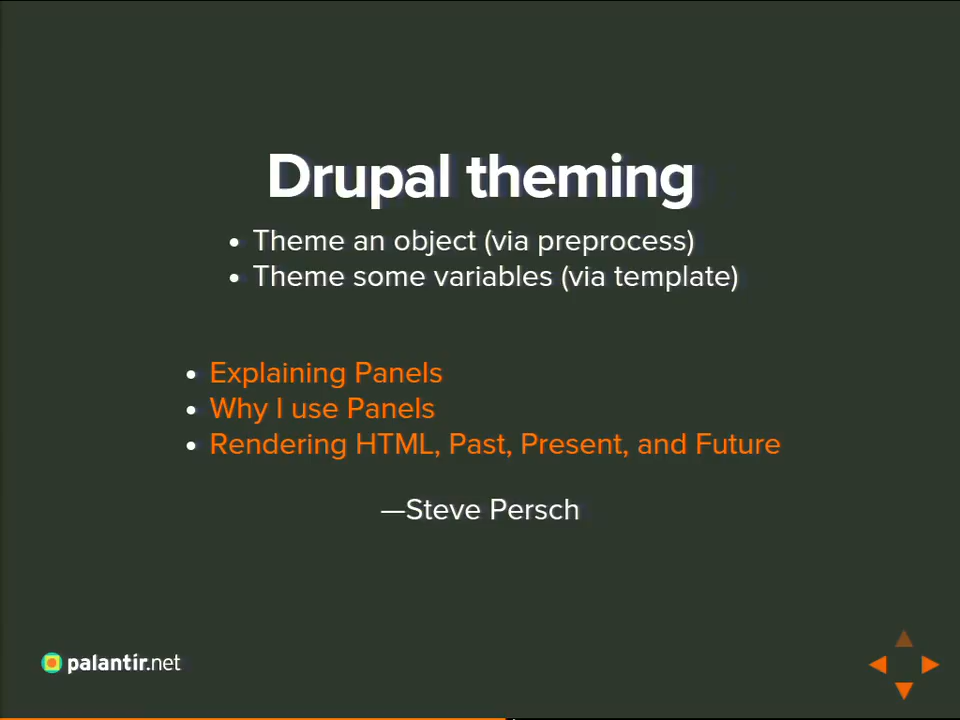 Drupal theming
• Theme an object (via preprocess)
• Theme some variables (via template)
• Explaining Panels
• Why I use Panels
• Rendering HTML, Past, Present, and Future
—Steve Persch
palantir.net